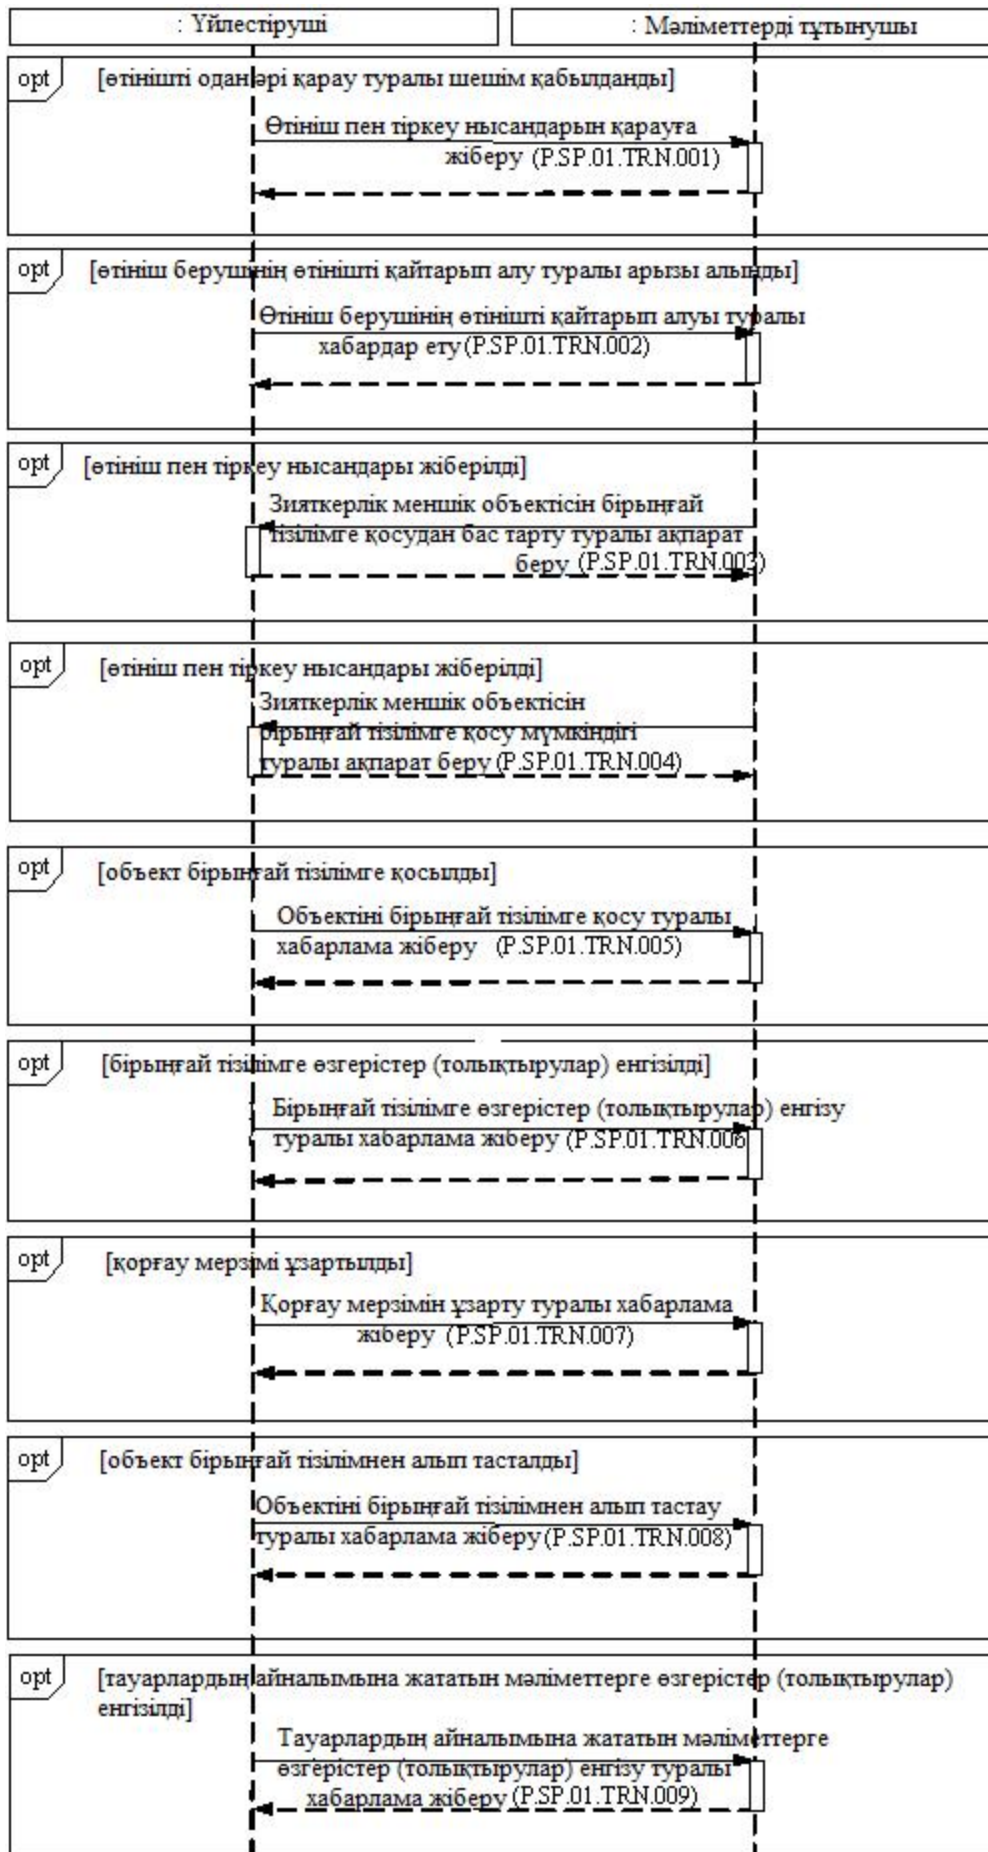 : Үйлестіруші
: Мәліметтерді тұтынушы
opt
[өтінішті одан әрі қарау туралы шешім қабылданды]
Өтініш пен тіркеу нысандарын қарауға
жіберу (P.SP.01.TRN.001)
opt
[өтініш берушінің өтінішті қайтарып алу туралы арызы алынды]
Өтініш берушінің өтінішті қайтарып алуы туралы
хабардар ету (P.SP.01.TRN.002)
opt
[өтініш пен тіркеу нысандары жіберілді]
Зияткерлік меншік объектісін бірыңғай
тізілімге қосудан бас тарту туралы ақпарат
беру (P.SP.01.TRN.003)
opt
[өтініш пен тіркеу нысандары жіберілді]
Зияткерлік меншік объектісін
бірыңғай тізілімге қосу мүмкіндігі
туралы ақпарат беру (P.SP.01.TRN.004)
opt
[объект бірыңғай тізілімге қосылды]
Объектіні бірыңғай тізілімге қосу туралы
хабарлама жіберу (P.SP.01.TRN.005)
opt
[бірыңғай тізілімге өзгерістер (толықтырулар) енгізілді]
Бірыңғай тізілімге өзгерістер (толықтырулар) енгізу
туралы хабарлама жіберу (P.SP.01.TRN.006
opt
[қорғау мерзімі ұзартылды]
Қорғау мерзімін ұзарту туралы хабарлама
жіберу (P.SP.01.TRN.007)
opt
[объект бірыңғай тізілімнен алып тасталды]
Объектіні бірыңғай тізілімнен алып тастау
туралы хабарлама жіберу (P.SP.01.TRN.008)
opt
[тауарлардың айналымына жататын мәліметтерге өзгерістер (толықтырулар)
енгізілді]
Тауарлардың айналымына жататын мәліметтерге
өзгерістер (толықтырулар) енгізу туралы
хабарлама жіберу (P.SP.01.TRN.009)